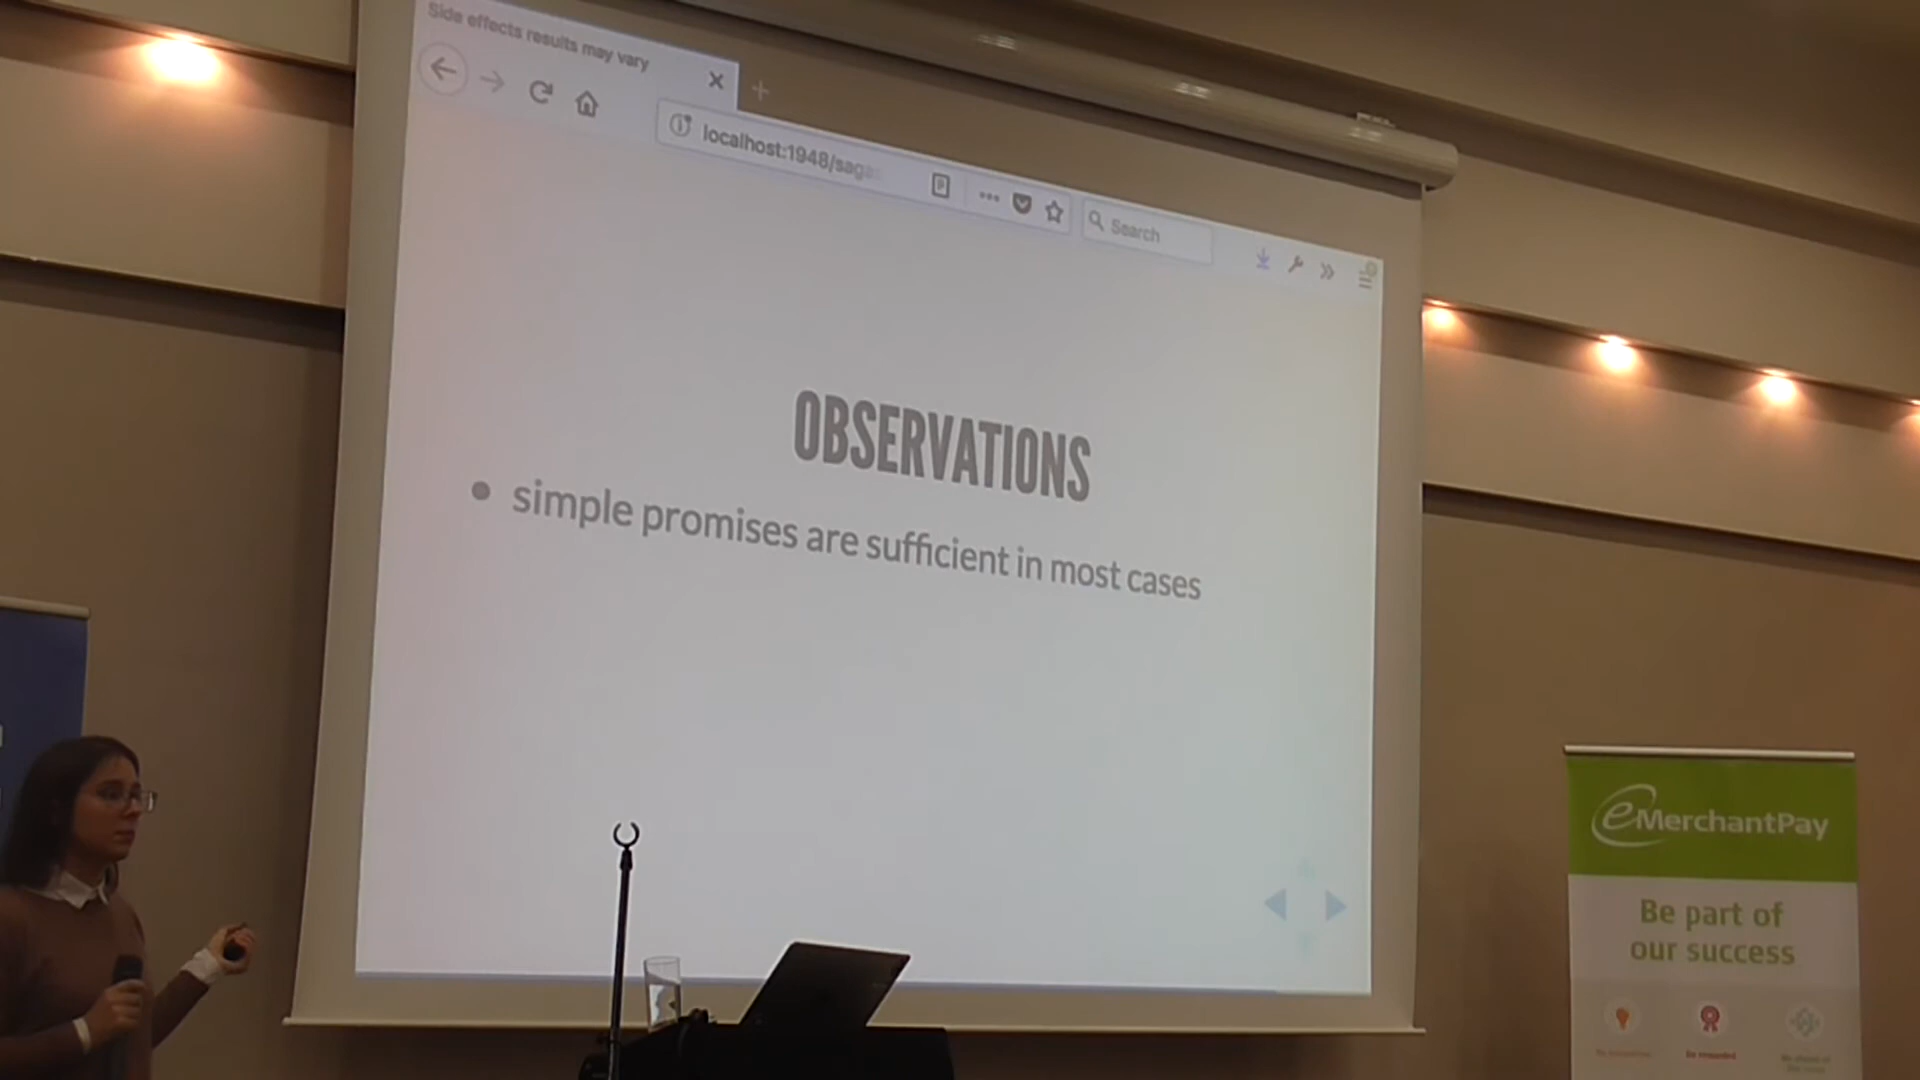 Side effects results may vary
localhost:1948/saga
Search
OBSERVATIONS
simple promises are sufficient in most cases
eMerchantPay
Be part of
our success